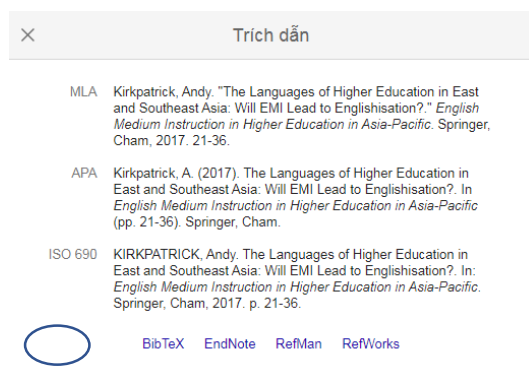 × Trích dẫn
MLA Kirkpatrick, Andy. "The Languages of Higher Education in East
and Southeast Asia: Will EMI Lead to Englishisation?." English
Medium Instruction in Higher Education in Asia-Pacific. Springer,
Cham, 2017. 21-36.
APA Kirkpatrick, A. (2017). The Languages of Higher Education in
East and Southeast Asia: Will EMI Lead to Englishisation?. In
English Medium Instruction in Higher Education in Asia-Pacific
(pp. 21-36). Springer, Cham.
ISO 690 KIRKPATRICK, Andy. The Languages of Higher Education in
East and Southeast Asia: Will EMI Lead to Englishisation?. In:
English Medium Instruction in Higher Education in Asia-Pacific.
Springer, Cham, 2017. p. 21-36.
BibTeX EndNote RefMan RefWorks